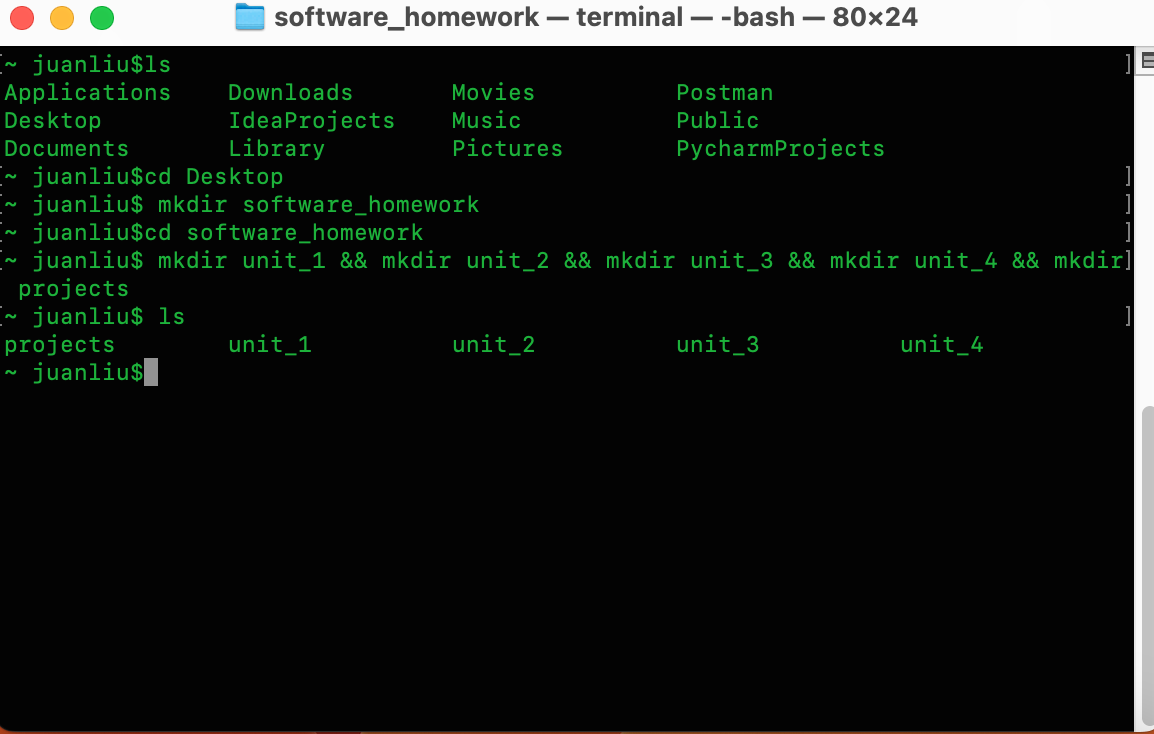 software_homework — terminal — -bash — 80×24
[~ juanliu$ls ]
Applications    Downloads       Movies          Postman
Desktop         IdeaProjects    Music           Public
Documents       Library         Pictures        PycharmProjects
[~ juanliu$cd Desktop ]
[~ juanliu$ mkdir software_homework ]
[~ juanliu$cd software_homework ]
[~ juanliu$ mkdir unit_1 && mkdir unit_2 && mkdir unit_3 && mkdir unit_4 && mkdir]
 projects
[~ juanliu$ ls ]
projects        unit_1          unit_2          unit_3          unit_4
~ juanliu$